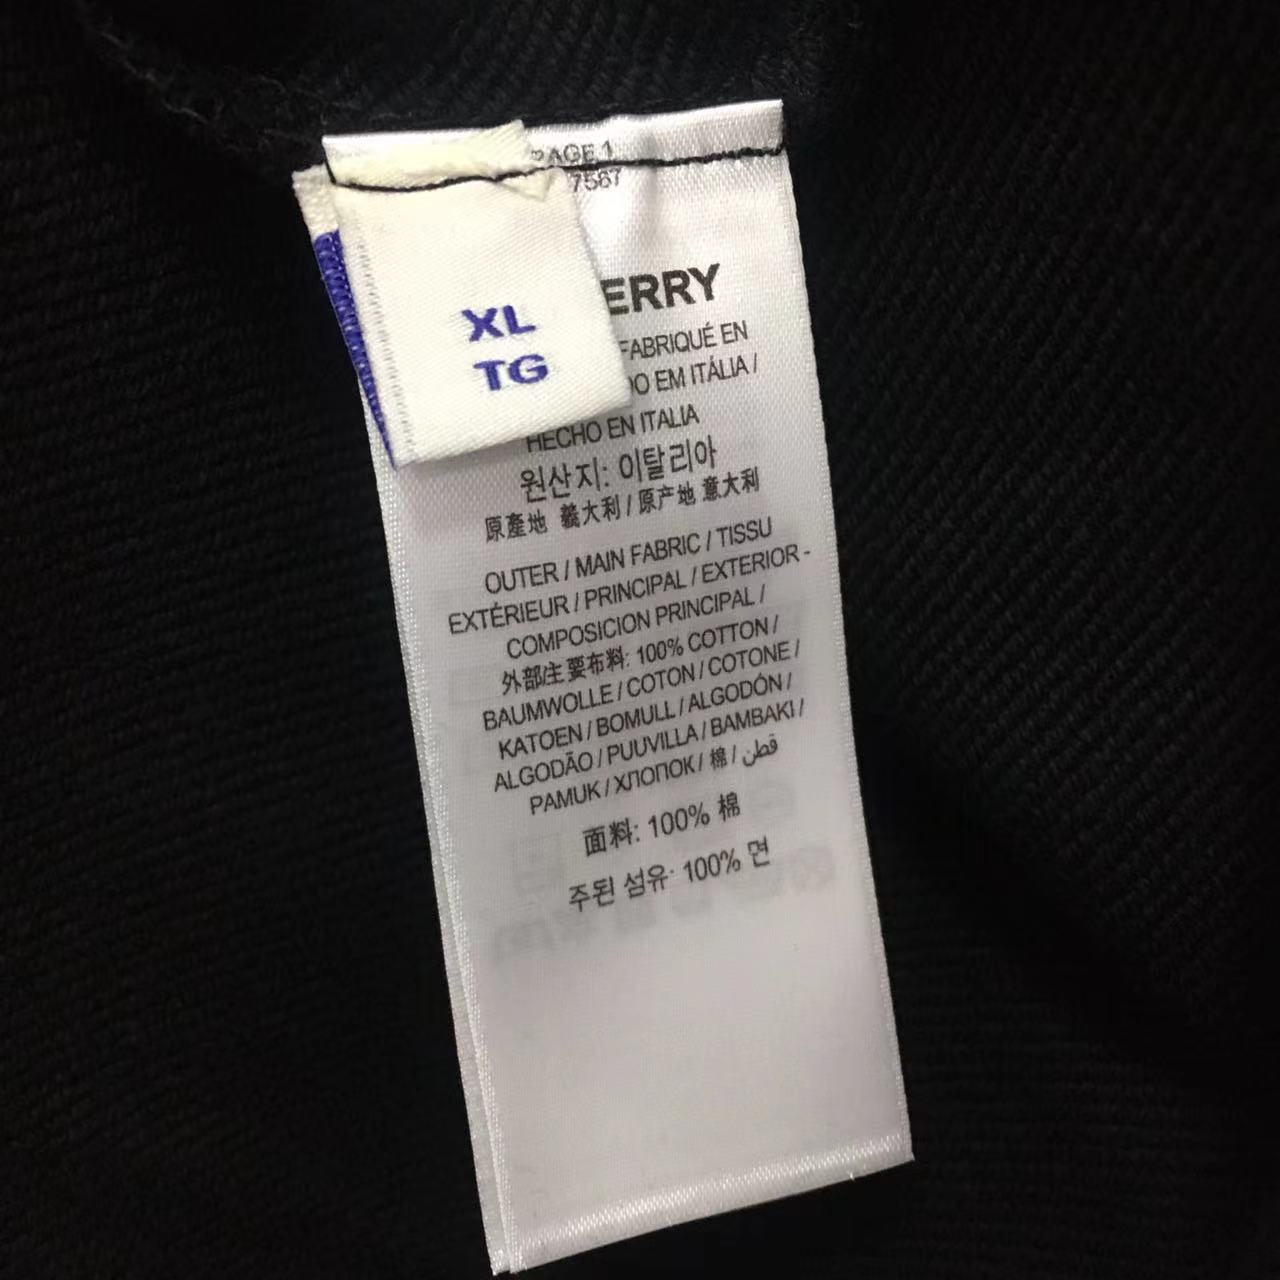 PAGE 1
7587
XL
TG
ERRY
FABRIQUÉ EN
DO EM ITÁLIA /
HECHO EN ITALIA
원산지: 이탈리아
原產地 義大利 / 原产地 意大利
OUTER / MAIN FABRIC / TISSU
EXTÉRIEUR / PRINCIPAL / EXTERIOR -
COMPOSICION PRINCIPAL /
外部/主要布料: 100% COTTON /
BAUMWOLLE / COTON / COTONE /
KATOEN / BOMULL / ALGODÓN /
ALGODÃO / PUUVILLA / BAMBAKI /
PAMUK / ХЛОПОК / 棉 / قطن
面料: 100% 棉
주된 섬유: 100% 면